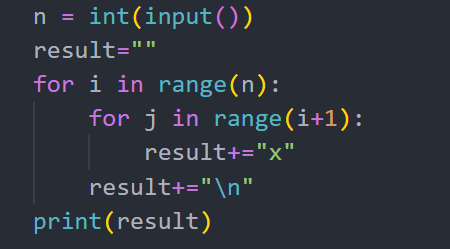 n = int(input())
result=""
for i in range(n):
    for j in range(i+1):
        result+="x"
    result+="\n"
print(result)